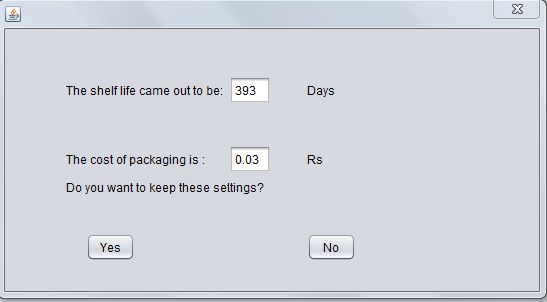 The shelf life came out to be: 393 Days
The cost of packaging is : 0.03 Rs
Do you want to keep these settings?
Yes No